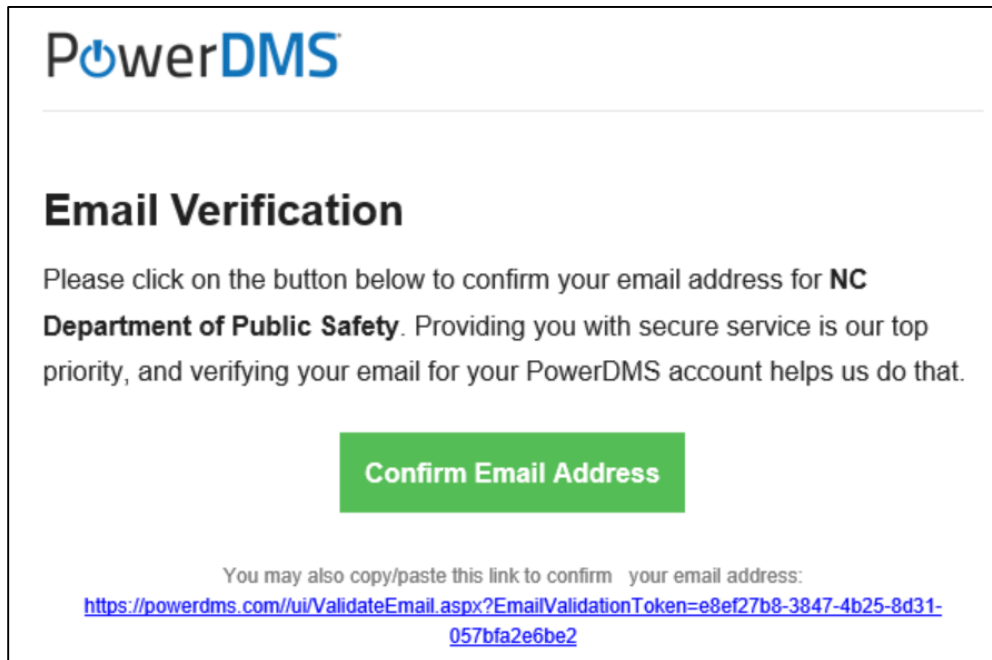 PowerDMS
Email Verification
Please click on the button below to confirm your email address for NC
Department of Public Safety. Providing you with secure service is our top
priority, and verifying your email for your PowerDMS account helps us do that.
Confirm Email Address
You may also copy/paste this link to confirm your email address:
https://powerdms.com//ui/ValidateEmail.aspx?EmailValidationToken=e8ef27b8-3847-4b25-8d31-
057bfa2e6be2